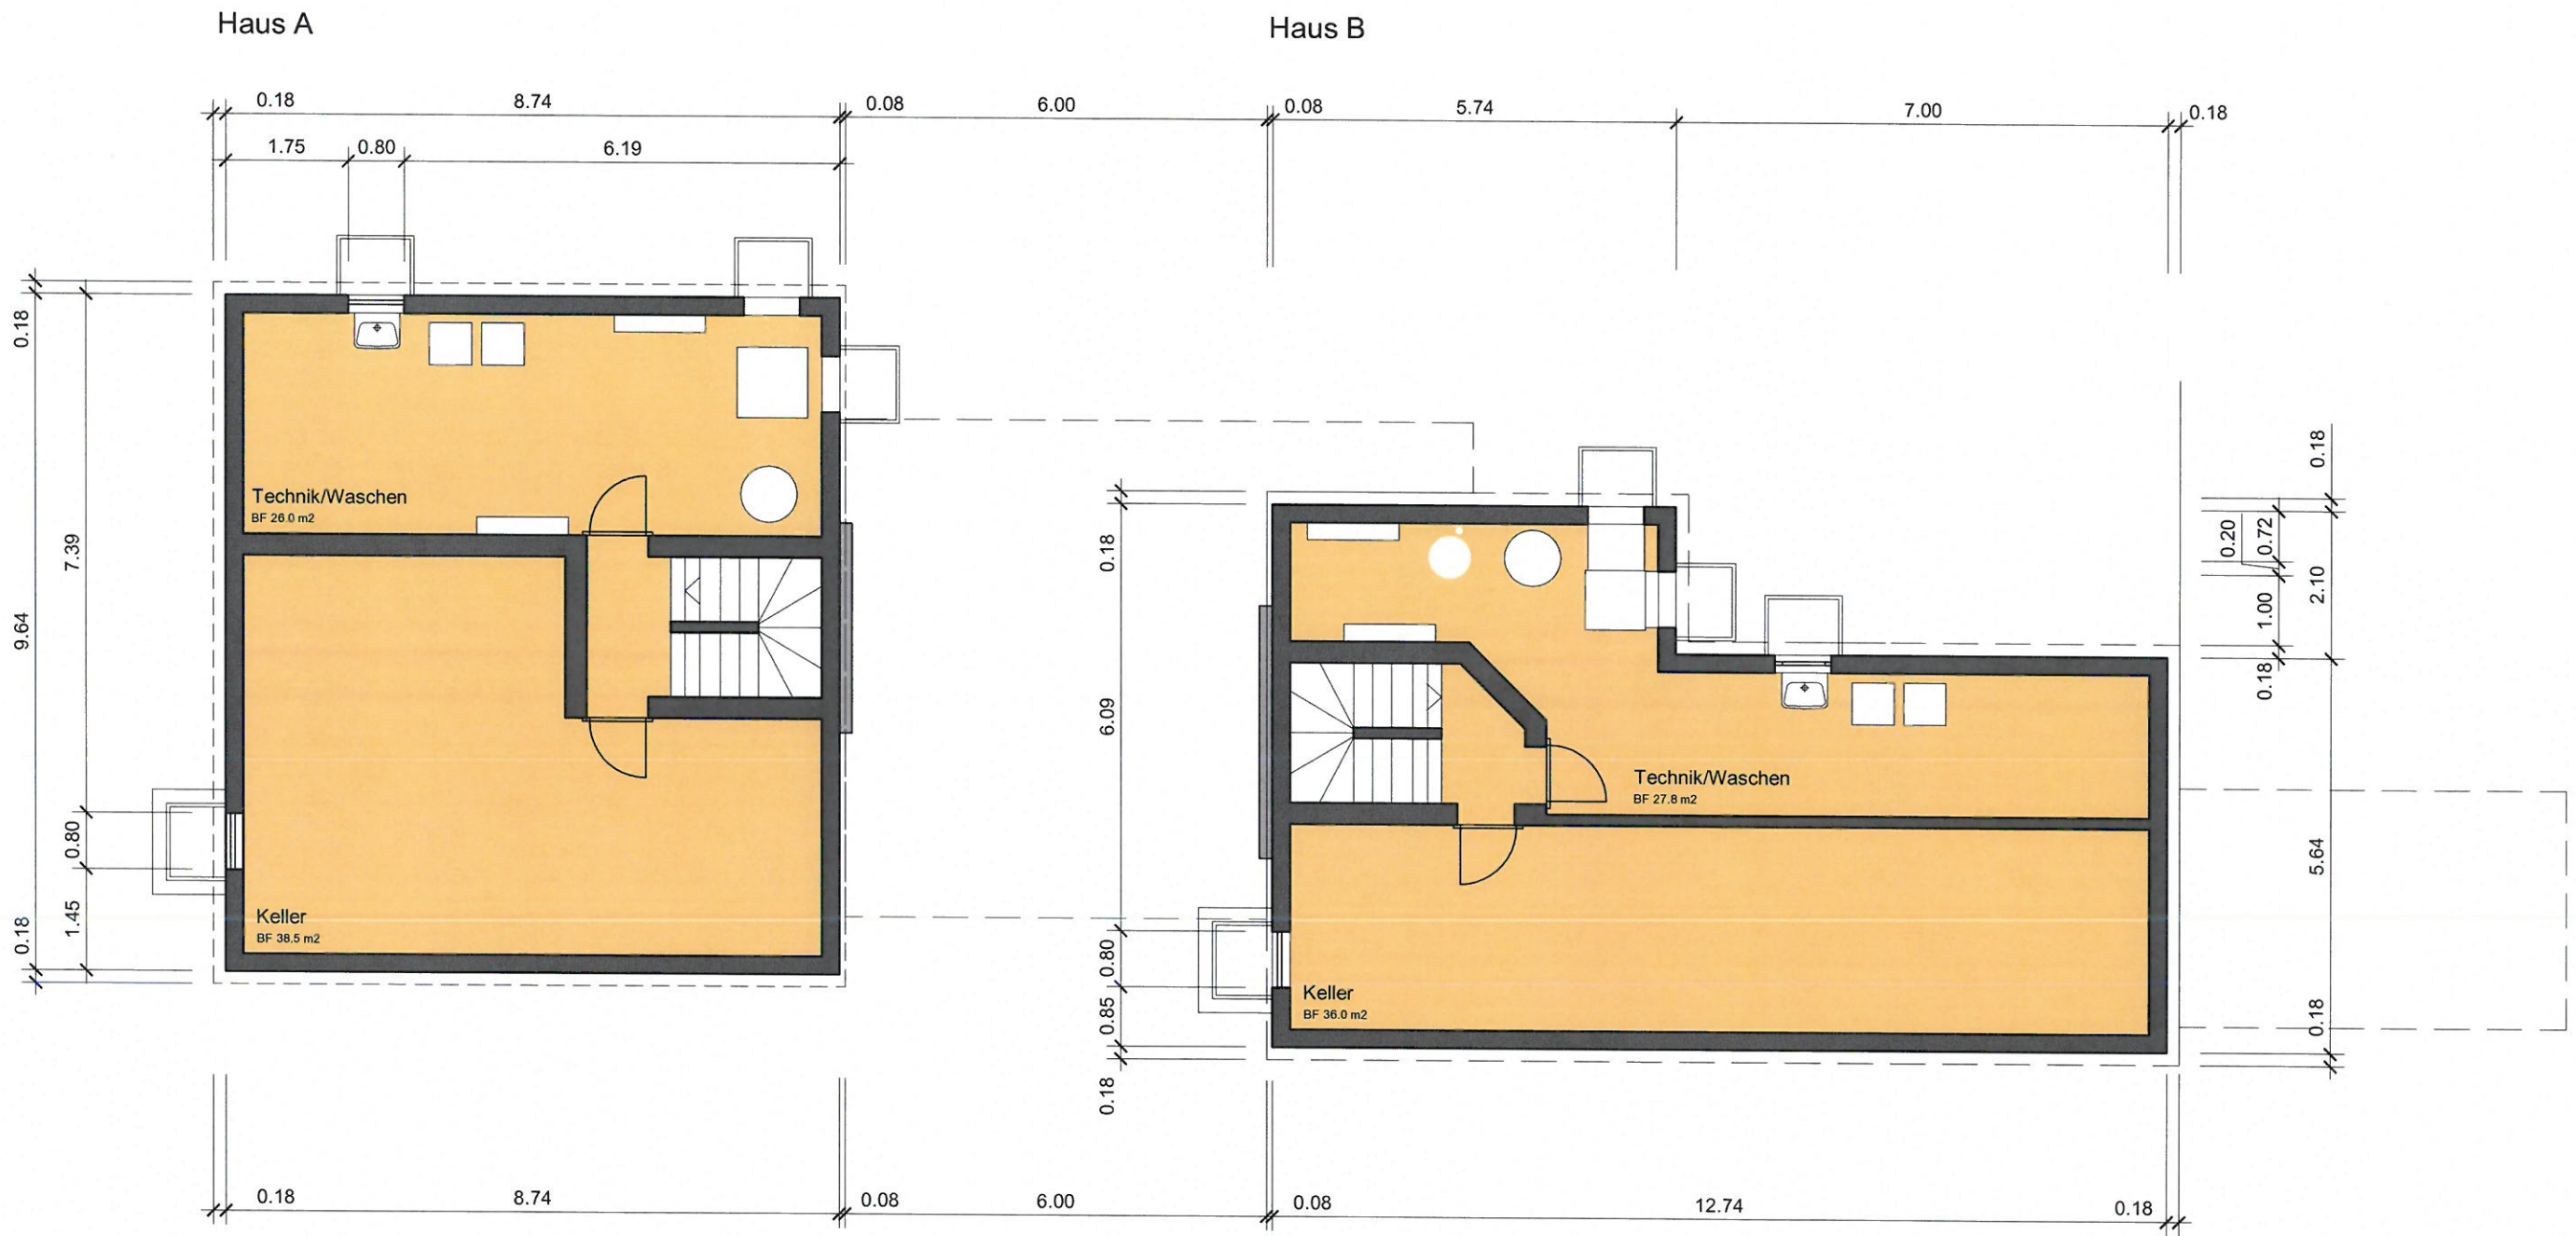 Haus A
Haus B
0.18 8.74 0.08 6.00 0.08 5.74 7.00 0.18
1.75 0.80 6.19
0.18
9.64
0.18
7.39
0.80
1.45
Technik/Waschen
BF 26.0 m2
Keller
BF 38.5 m2
0.18
6.09
0.80
0.85
0.18
Technik/Waschen
BF 27.8 m2
Keller
BF 36.0 m2
0.18
0.20
0.72
2.10
1.00
0.18
5.64
0.18
0.18 8.74 0.08 6.00 0.08 12.74 0.18